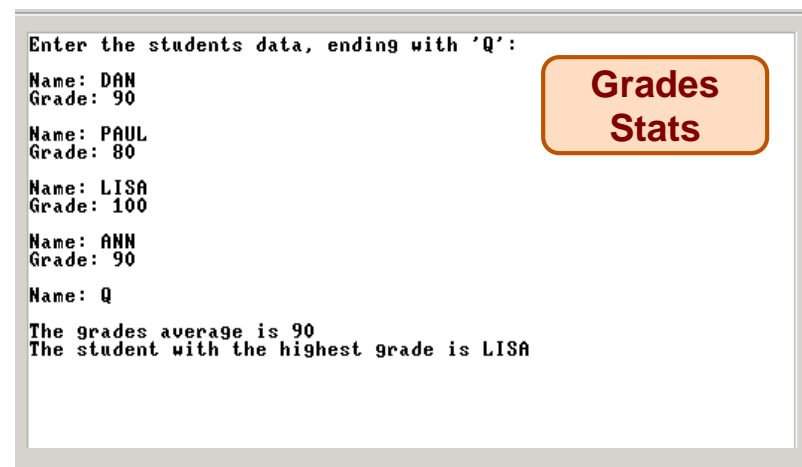 Enter the students data, ending with 'Q':
Name: DAN
Grade: 90
Name: PAUL
Grade: 80
Name: LISA
Grade: 100
Name: ANN
Grade: 90
Name: Q
The grades average is 90
The student with the highest grade is LISA
Grades
Stats